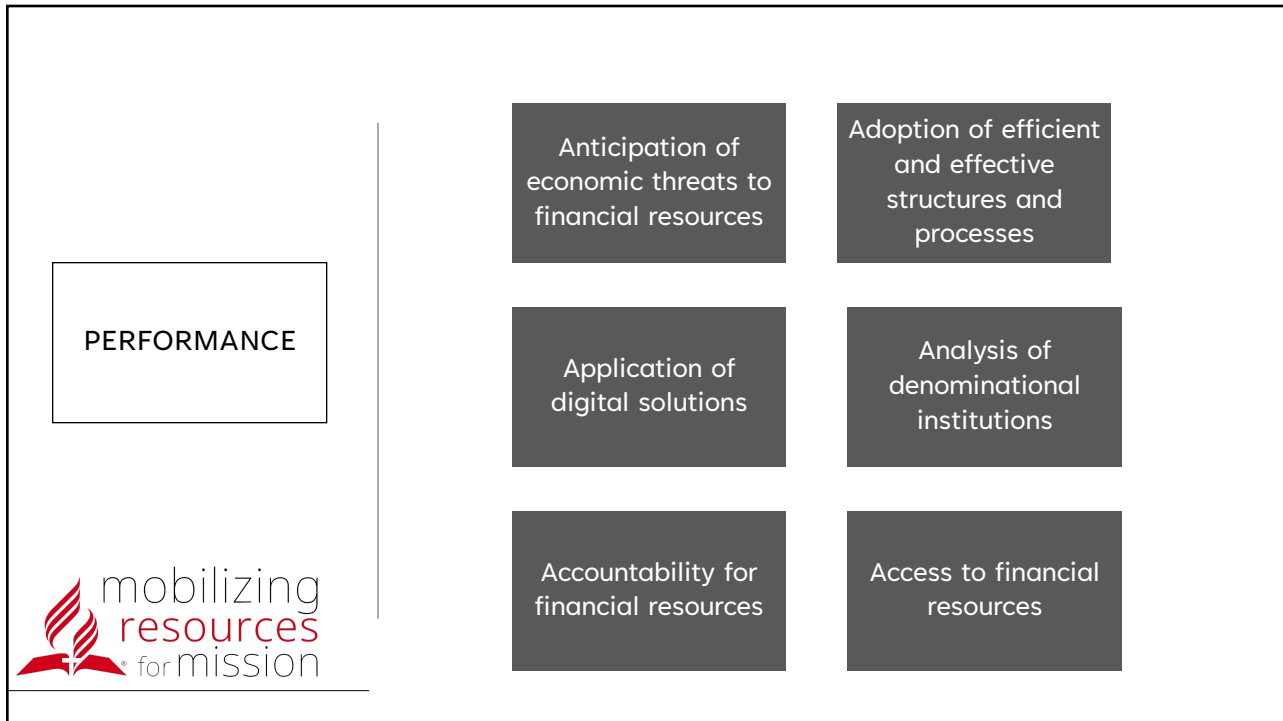 PERFORMANCE
mobilizing
resources
for mission
Anticipation of
economic threats to
financial resources
Adoption of efficient
and effective
structures and
processes
Application of
digital solutions
Analysis of
denominational
institutions
Accountability for
financial resources
Access to financial
resources